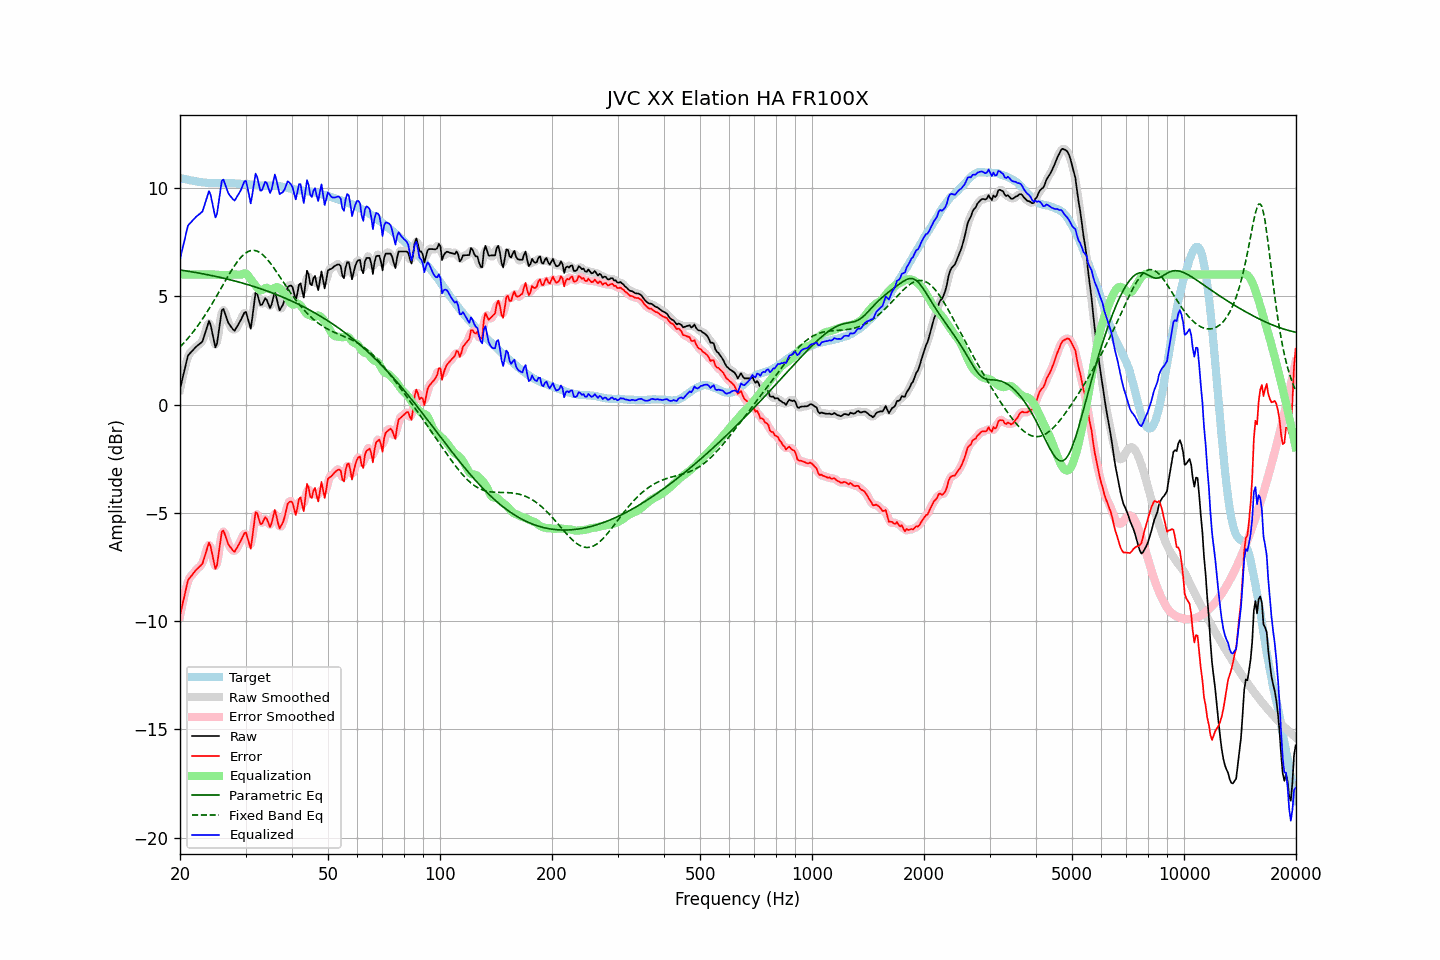 JVC XX Elation HA FR100X
Amplitude (dBr)
10
5
0
−5
−10
−15
−20
Target
Raw Smoothed
Error Smoothed
Raw
Error
Equalization
Parametric Eq
Fixed Band Eq
Equalized
20 50 100 200 500 1000 2000 5000 10000 20000
Frequency (Hz)